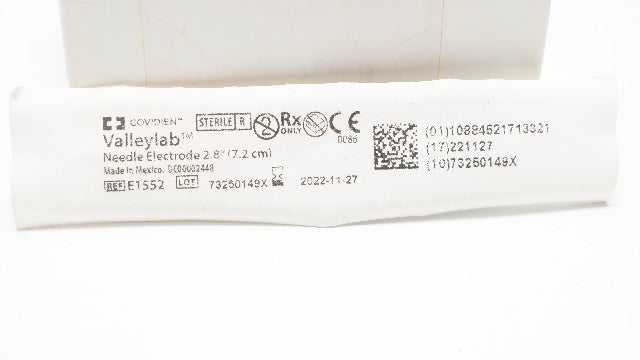 COVIDIEN™ STERILE R 2 Rx ONLY CE 0086
Valleylab™
Needle Electrode 2.8" (7.2 cm)
Made in Mexico.
REF E1552 LOT 73250149X 2022-11-27
(01)10884521713321
(17)221127
(10)73250149X